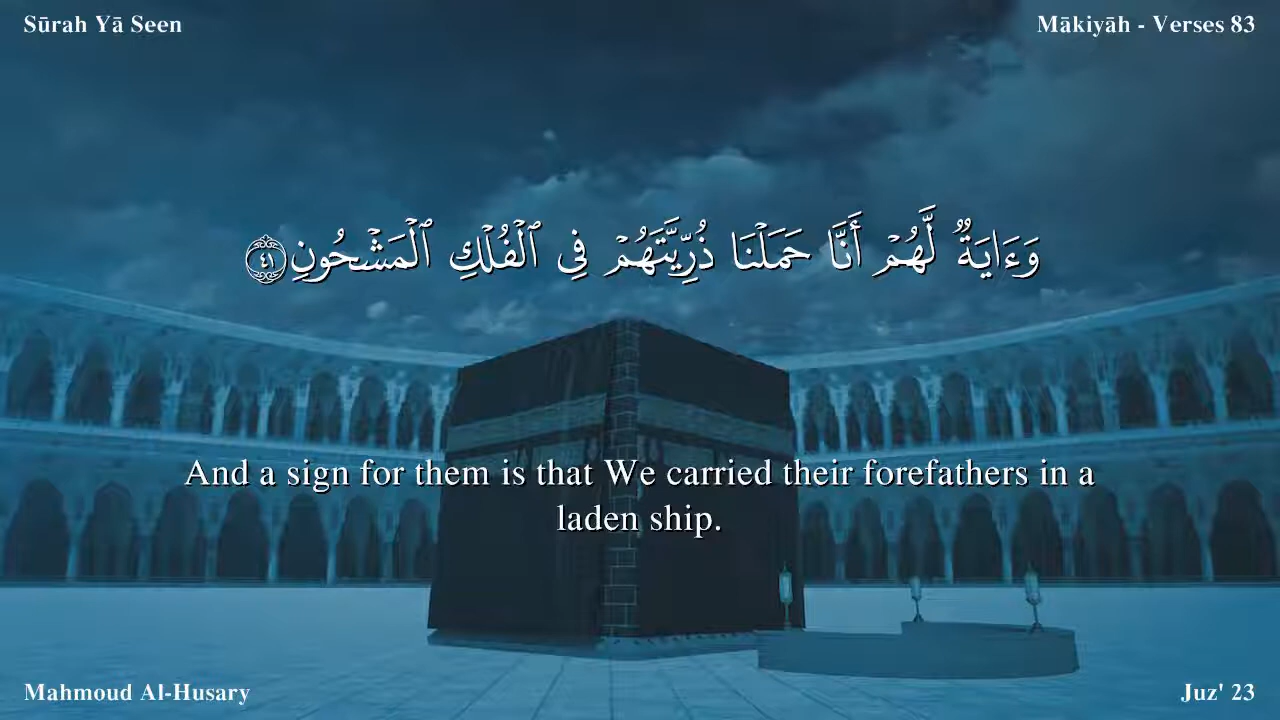 Sūrah Yā Seen
Mākiyāh - Verses 83
وَءَايَةٌ لَّهُمْ أَنَّا حَمَلْنَا ذُرِّيَّتَهُمْ فِى ٱلْفُلْكِ ٱلْمَشْحُونِ ٤١
And a sign for them is that We carried their forefathers in a
laden ship.
Mahmoud Al-Husary
Juz' 23